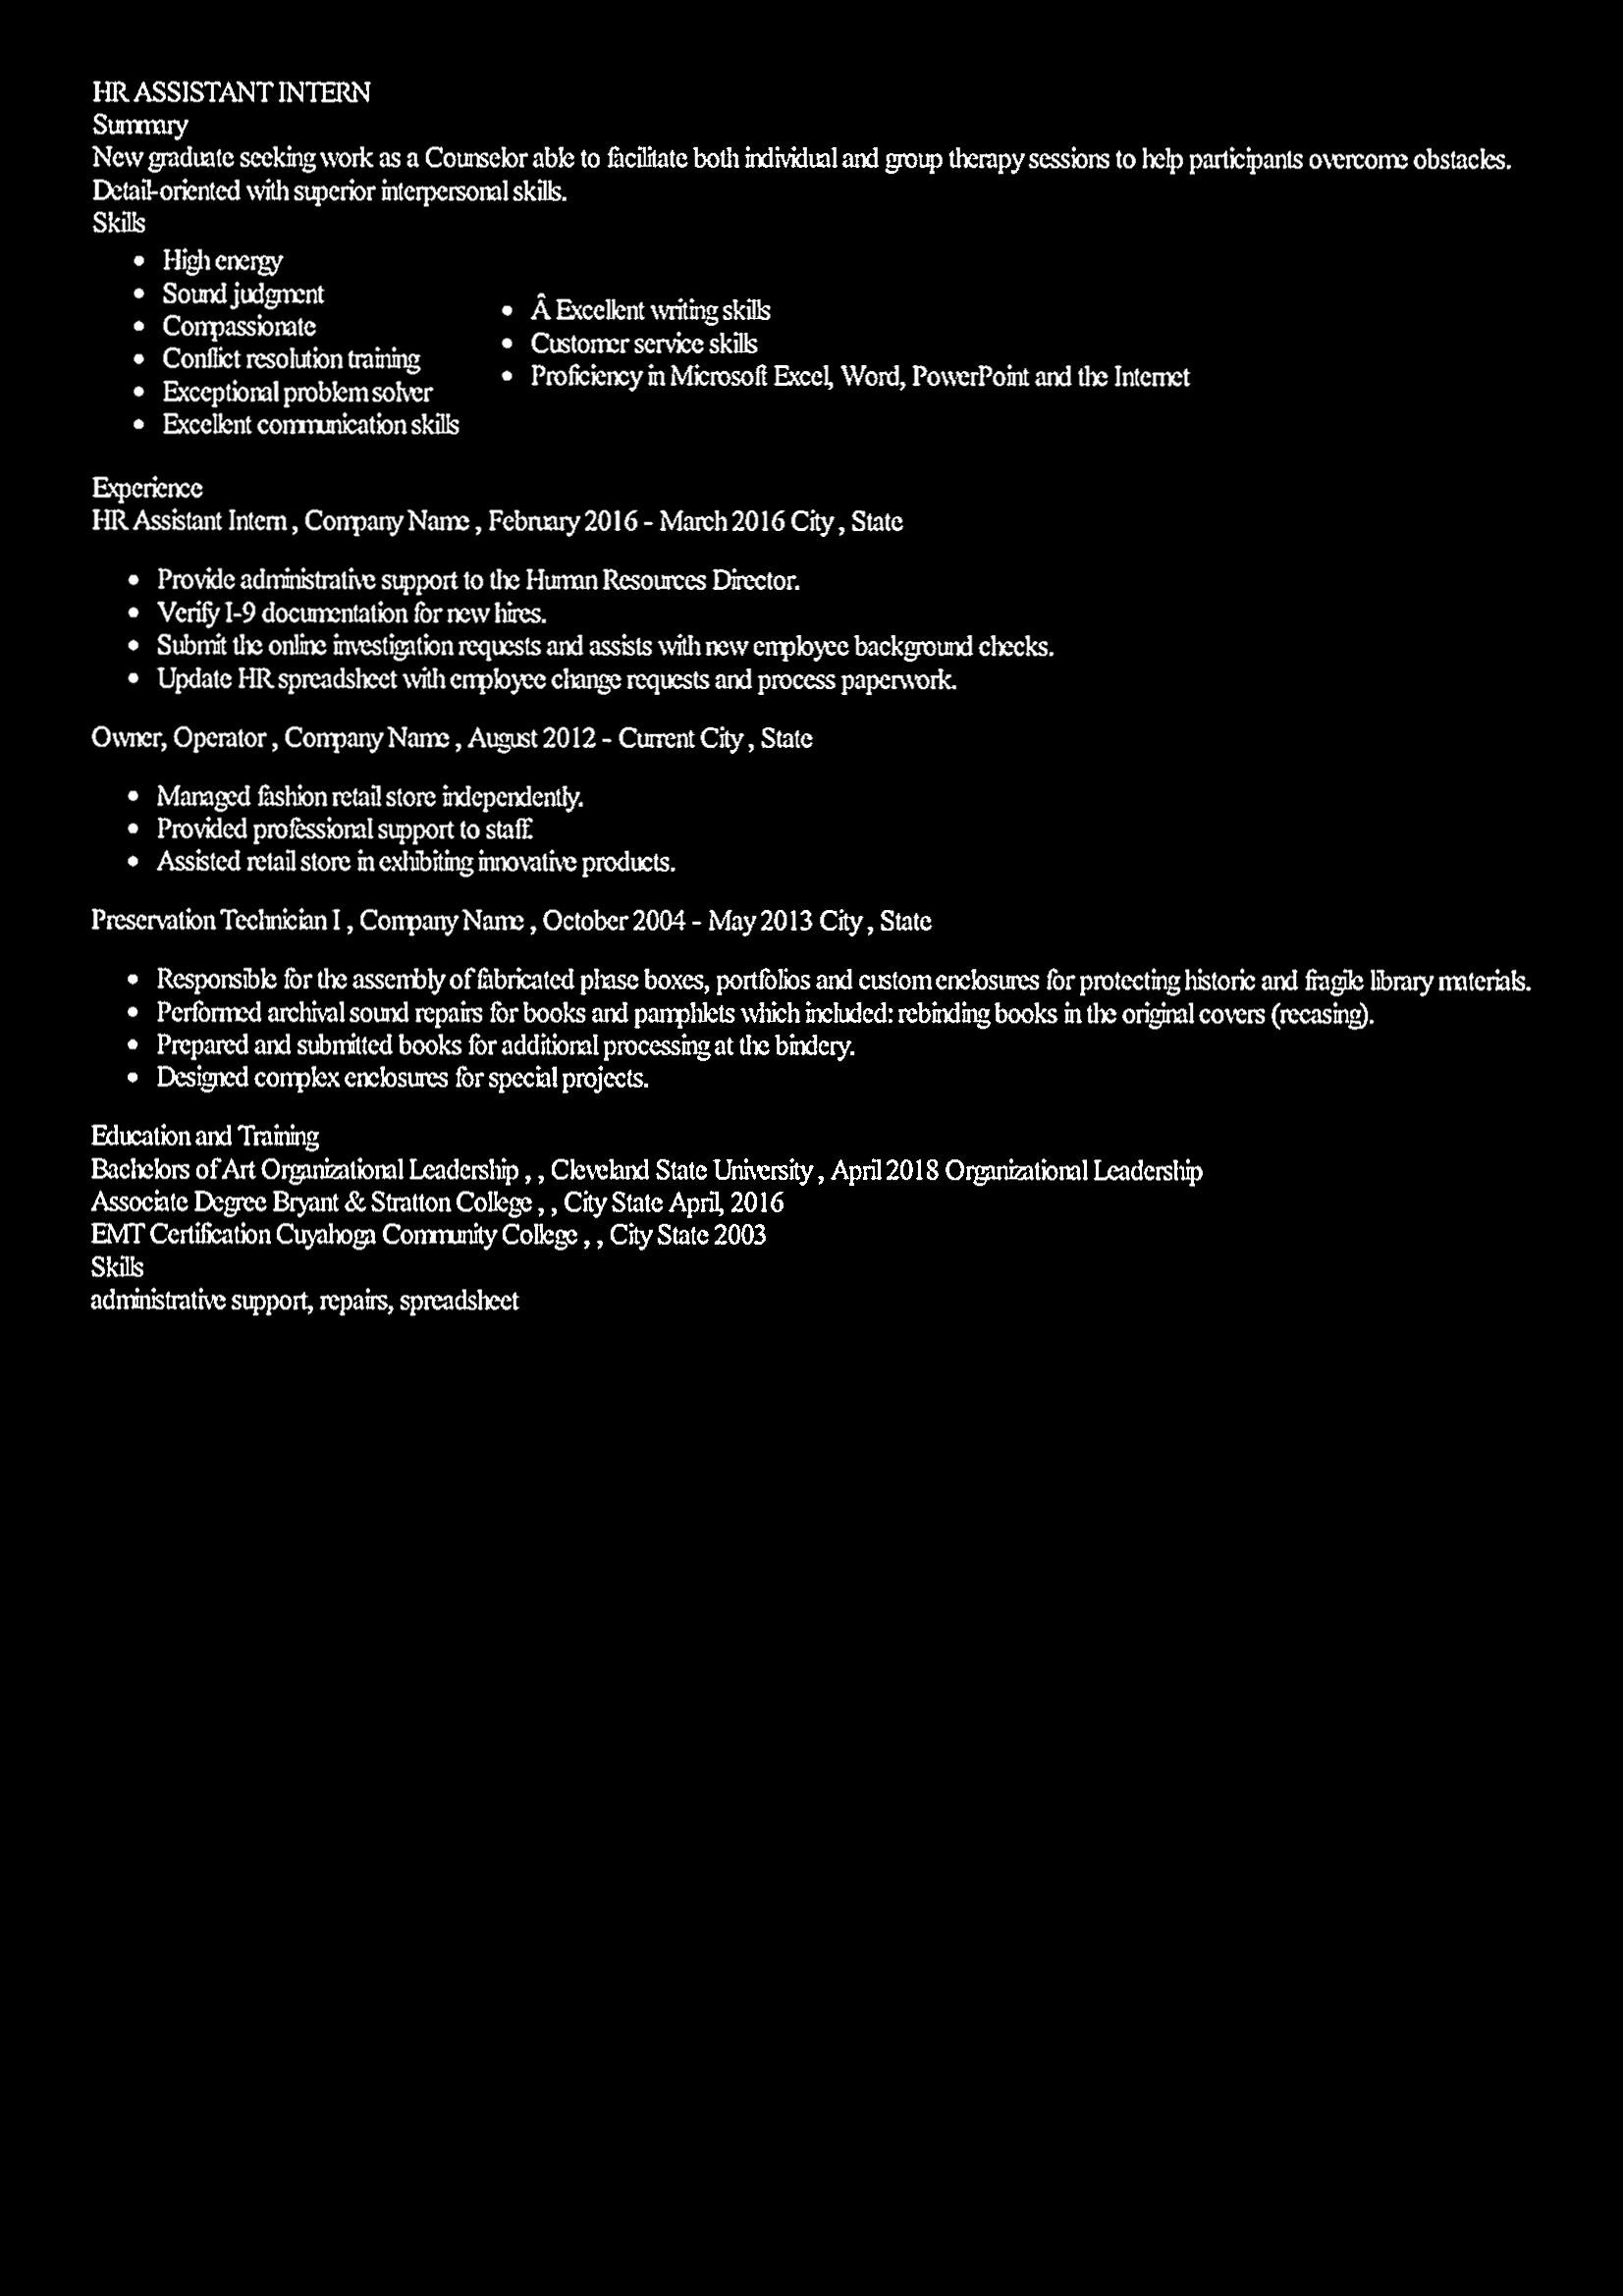 HR ASSISTANT INTERN
Summary
New graduate seeking work as a Counselor able to facilitate both individual and group therapy sessions to help participants overcome obstacles.
Detail-oriented with superior interpersonal skills.
Skills
• High energy
• Sound judgment
• Compassionate
• Conflict resolution training
• Exceptional problem solver
• Excellent communication skills
• Â Excellent writing skills
• Customer service skills
• Proficiency in Microsoft Excel, Word, PowerPoint and the Internet
Experience
HR Assistant Intern , Company Name , February 2016 - March 2016 City , State
• Provide administrative support to the Human Resources Director.
• Verify I-9 documentation for new hires.
• Submit the online investigation requests and assists with new employee background checks.
• Update HR spreadsheet with employee change requests and process paperwork.
Owner, Operator , Company Name , August 2012 - Current City , State
• Managed fashion retail store independently.
• Provided professional support to staff.
• Assisted retail store in exhibiting innovative products.
Preservation Technician I , Company Name , October 2004 - May 2013 City , State
• Responsible for the assembly of fabricated phase boxes, portfolios and custom enclosures for protecting historic and fragile library materials.
• Performed archival sound repairs for books and pamphlets which included: rebinding books in the original covers (recasing).
• Prepared and submitted books for additional processing at the bindery.
• Designed complex enclosures for special projects.
Education and Training
Bachelors of Art Organizational Leadership , , Cleveland State University , April 2018 Organizational Leadership
Associate Degree Bryant & Stratton College , , City State April, 2016
EMT Certification Cuyahoga Community College , , City State 2003
Skills
administrative support, repairs, spreadsheet